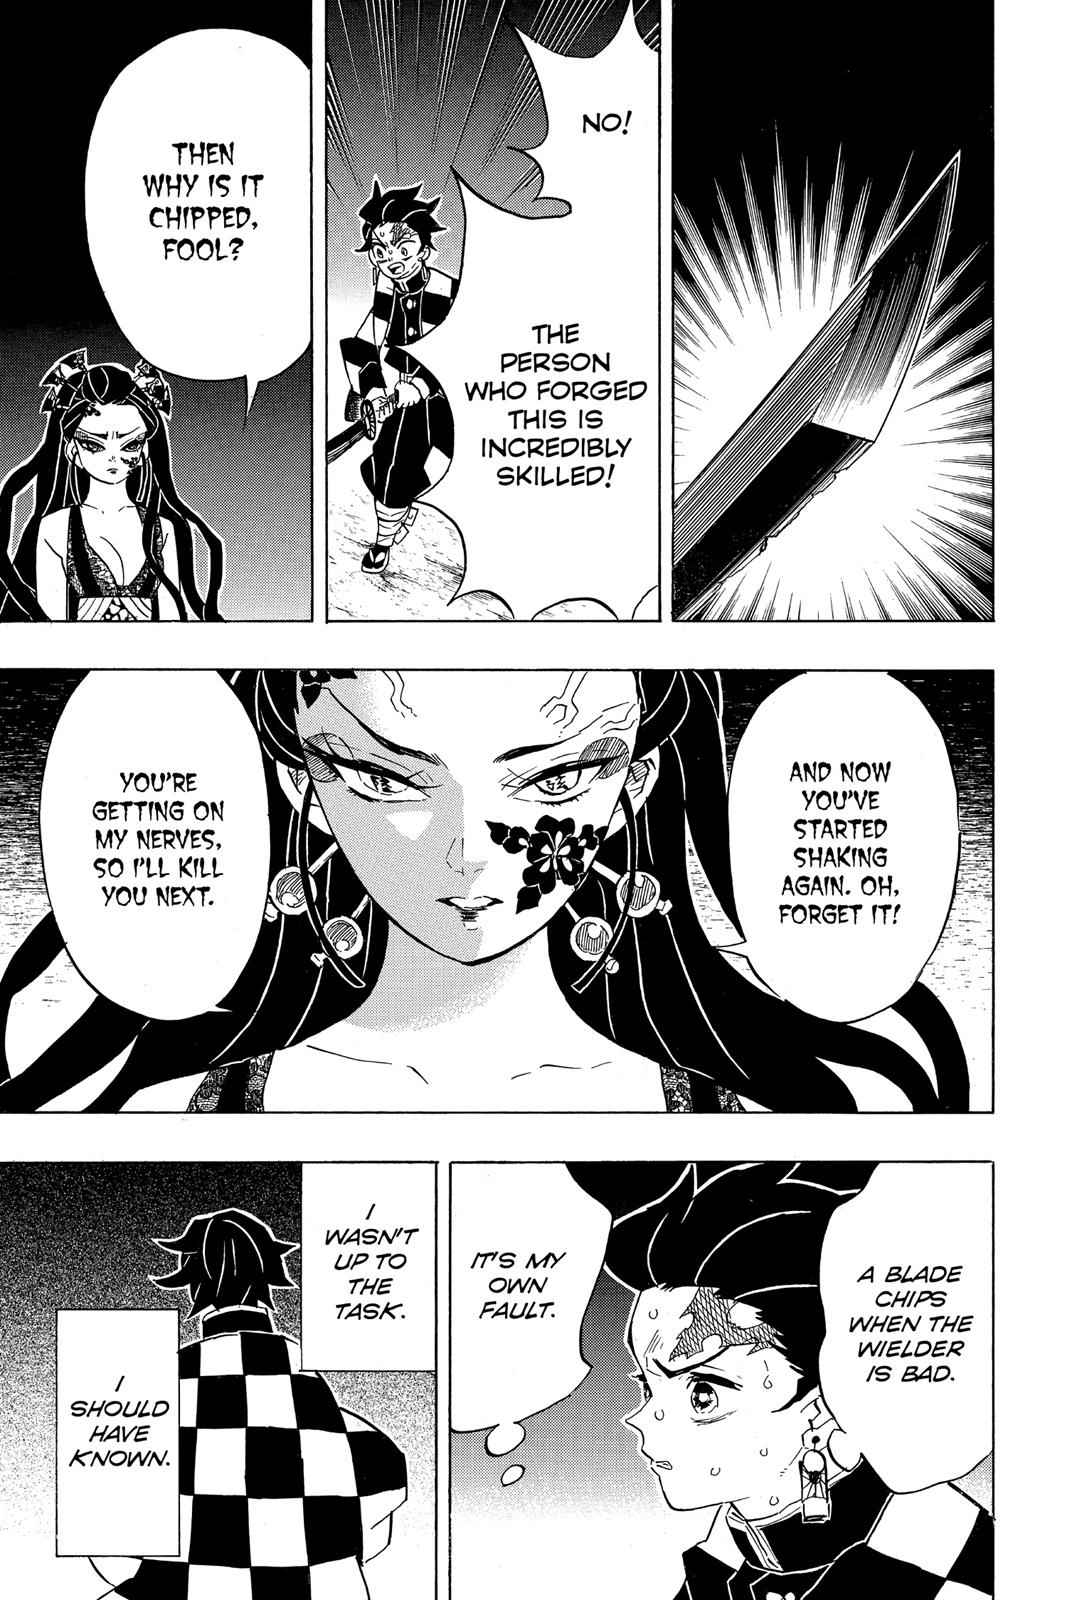 NO!
THE
PERSON
WHO FORGED
THIS IS
INCREDIBLY
SKILLED!
THEN
WHY IS IT
CHIPPED,
FOOL?
AND NOW
YOU'VE
STARTED
SHAKING
AGAIN. OH,
FORGET IT!
YOU'RE
GETTING ON
MY NERVES,
SO I'LL KILL
YOU NEXT.
A BLADE
CHIPS
WHEN THE
WIELDER
IS BAD.
IT'S MY
OWN
FAULT.
I
WASN'T
UP TO
THE
TASK.
I
SHOULD
HAVE
KNOWN.